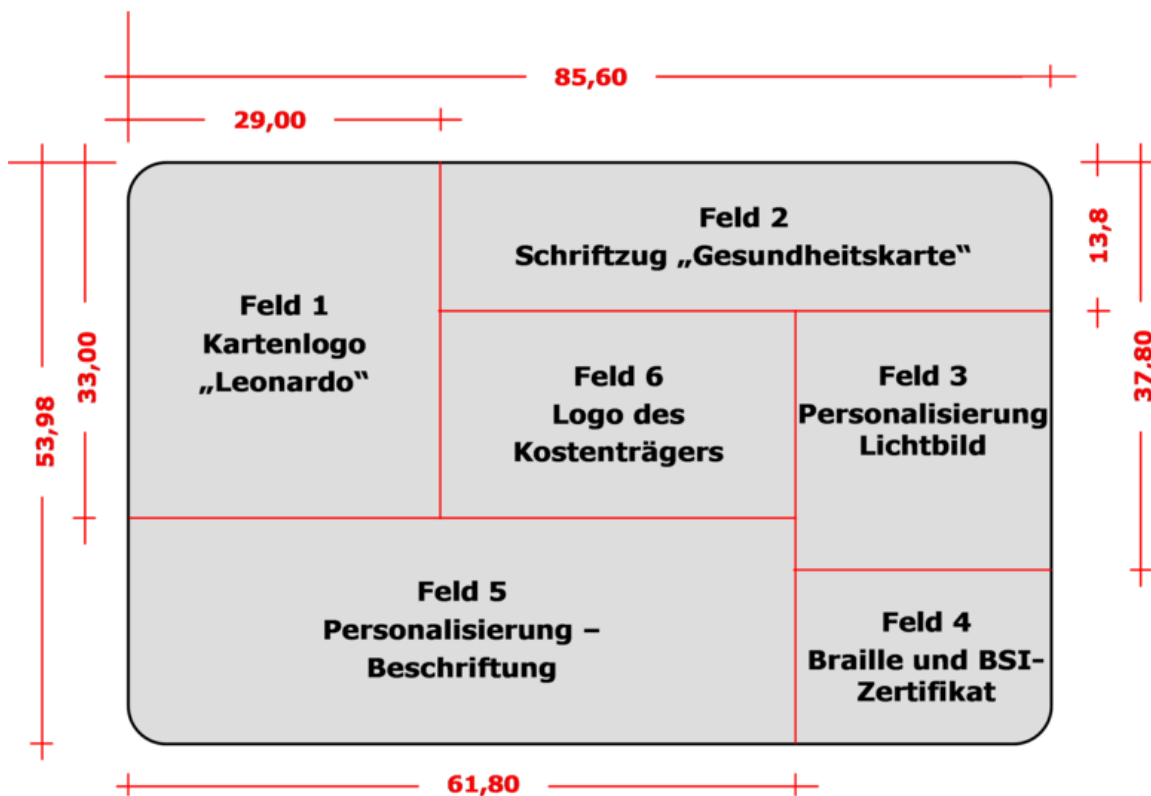 85,60
29,00
Feld 2
Schriftzug „Gesundheitskarte“
13,8
Feld 1
Kartenlogo
„Leonardo“
33,00
53,98
Feld 6
Logo des
Kostenträgers
Feld 3
Personalisierung
Lichtbild
37,80
Feld 5
Personalisierung –
Beschriftung
Feld 4
Braille und BSI-
Zertifikat
61,80